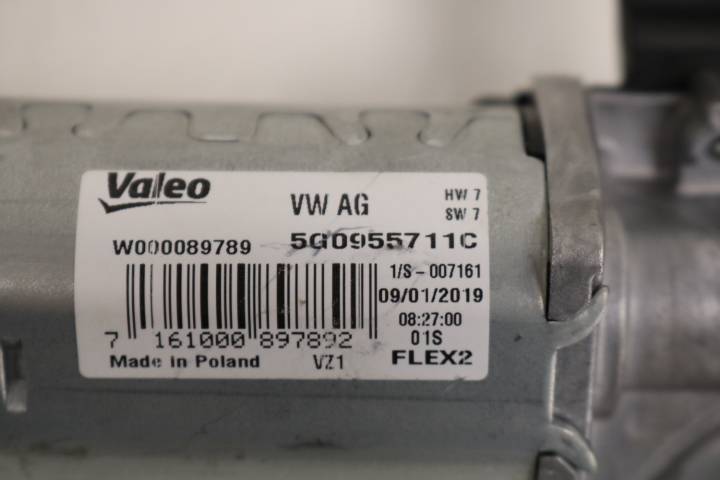 Valeo
VW AG
HW 7
SW 7
W000089789
5G0955711C
1/S-007161
09/01/2019
08:27:00
7 161000 897892
01S
Made in Poland
VZ1
FLEX2